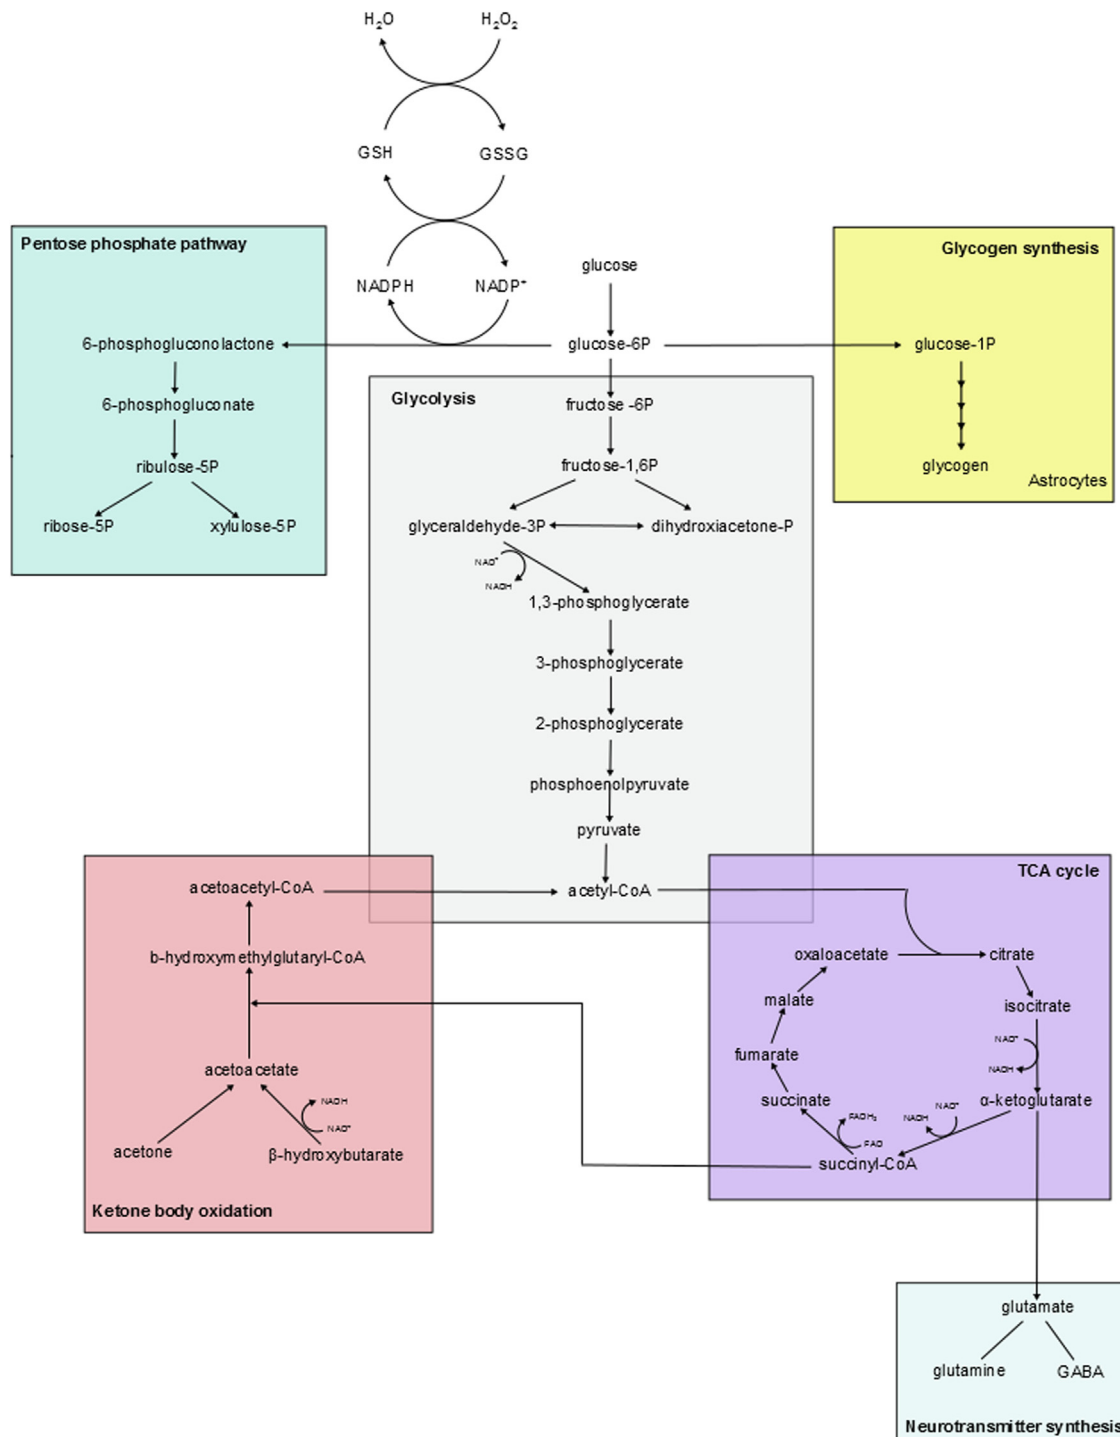 H₂O
H₂O₂
GSH
GSSG
NADPH
NADP⁺
Pentose phosphate pathway
6-phosphogluconolactone
6-phosphogluconate
ribulose-5P
ribose-5P
xylulose-5P
glucose
glucose-6P
Glycogen synthesis
glucose-1P
glycogen
Astrocytes
Glycolysis
fructose -6P
fructose-1,6P
glyceraldehyde-3P
dihydroxiacetone-P
NAD⁺
NADH
1,3-phosphoglycerate
3-phosphoglycerate
2-phosphoglycerate
phosphoenolpyruvate
pyruvate
acetyl-CoA
acetoacetyl-CoA
b-hydroxymethylglutaryl-CoA
acetoacetate
NADH
NAD⁺
acetone
β-hydroxybutarate
Ketone body oxidation
TCA cycle
oxaloacetate
citrate
malate
isocitrate
NAD⁺
NADH
fumarate
succinate
α-ketoglutarate
FADH₂
FAD
NADH
NAD⁺
succinyl-CoA
glutamate
glutamine
GABA
Neurotransmitter synthesis